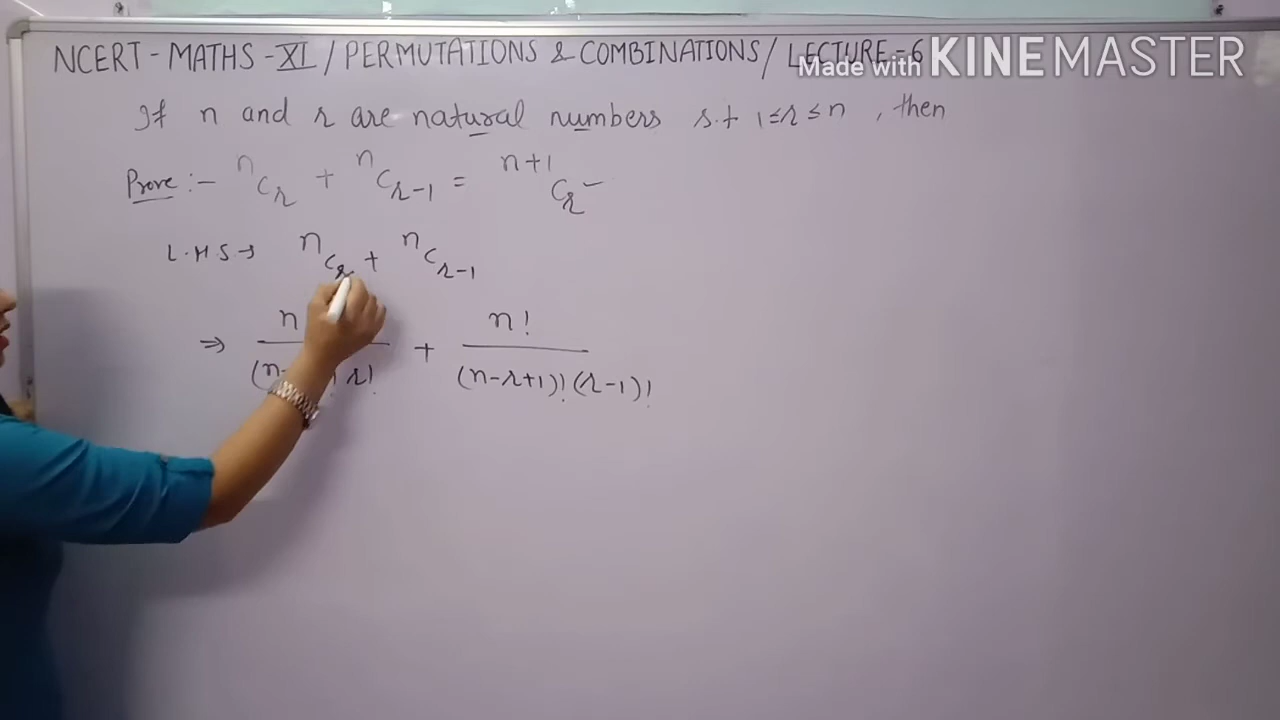 NCERT - MATHS - XI / PERMUTATIONS & COMBINATIONS / LECTURE - 6
Made with KINEMASTER
If n and r are natural numbers s.t 1 ≤ r ≤ n , then
Prove :- nCr + nCr-1 = n+1Cr
L.H.S → nCr + nCr-1
⇒ n / (n- ! r! + n! / (n-r+1)! (r-1)!